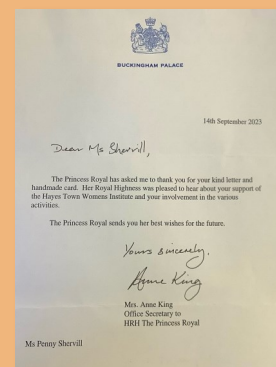 BUCKINGHAM PALACE
14th September 2023
Dear Ms Shervill,
The Princess Royal has asked me to thank you for your kind letter and
handmade card. Her Royal Highness was pleased to hear about your support of
the Hayes Town Womens Institute and your involvement in the various
activities.
The Princess Royal sends you her best wishes for the future.
Yours sincerely,
Anne King
Mrs. Anne King
Office Secretary to
HRH The Princess Royal
Ms Penny Shervill